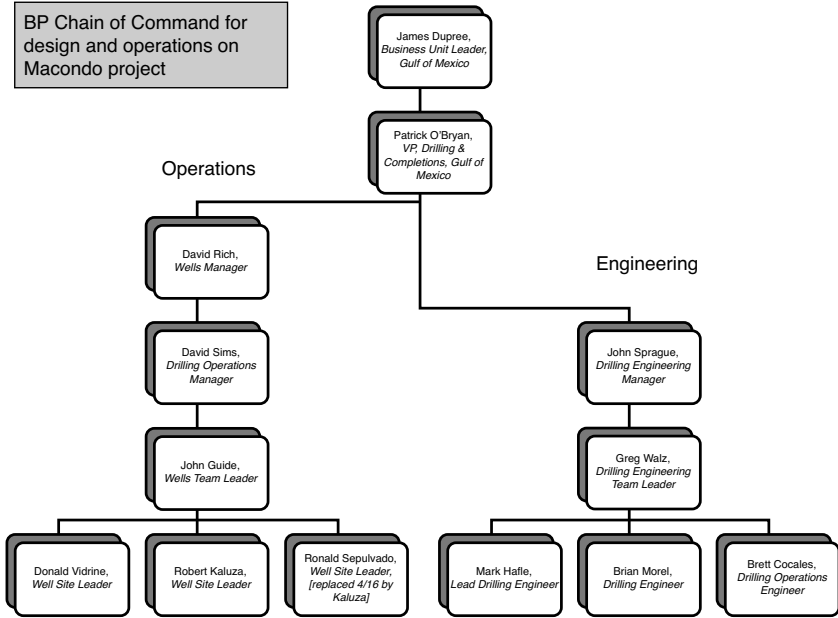 BP Chain of Command for
design and operations on
Macondo project
James Dupree,
Business Unit Leader,
Gulf of Mexico
Patrick O'Bryan,
VP, Drilling &
Completions, Gulf of
Mexico
Operations
David Rich,
Wells Manager
Engineering
David Sims,
Drilling Operations
Manager
John Sprague,
Drilling Engineering
Manager
John Guide,
Wells Team Leader
Greg Walz,
Drilling Engineering
Team Leader
Donald Vidrine,
Well Site Leader
Robert Kaluza,
Well Site Leader
Ronald Sepulvado,
Well Site Leader,
[replaced 4/16 by
Kaluza]
Mark Hafle,
Lead Drilling Engineer
Brian Morel,
Drilling Engineer
Brett Cocales,
Drilling Operations
Engineer